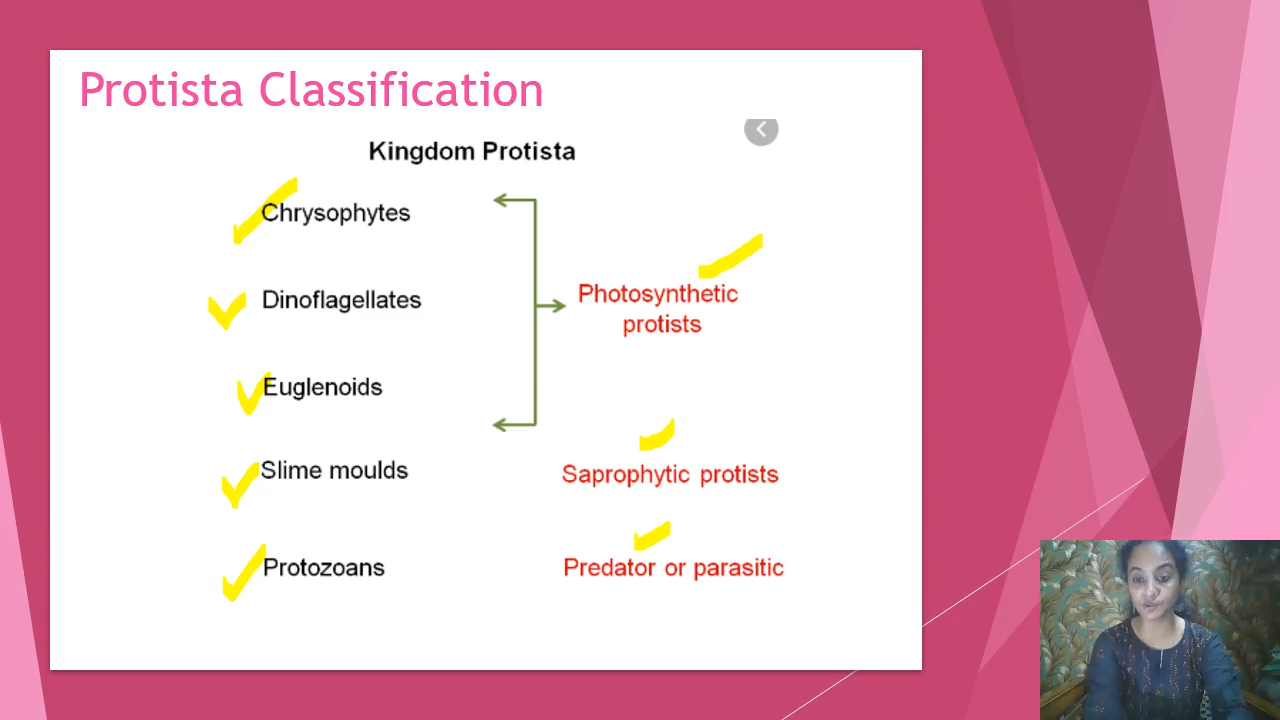 Protista Classification
Kingdom Protista
Chrysophytes
Dinoflagellates
Photosynthetic
protists
Euglenoids
Slime moulds
Saprophytic protists
Protozoans
Predator or parasitic